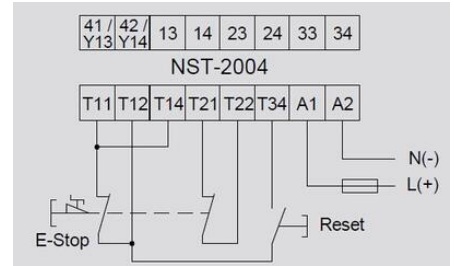 41 / Y13 42 / Y14 13 14 23 24 33 34
NST-2004
T11 T12 T14 T21 T22 T34 A1 A2
N(-)
L(+)
Reset
E-Stop